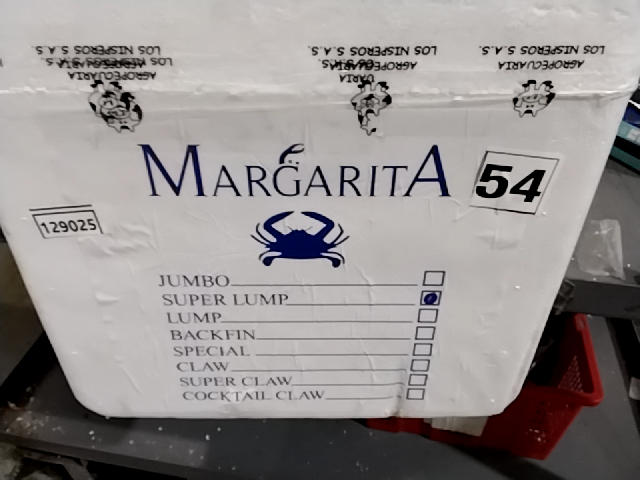 LOS NISPEROS S.A.S.
AGROPECUARIA
LOS NISPEROS S.A.S.
AGROPECUARIA
LOS NISPEROS S.A.S.
AGROPECUARIA
MARGARITA
54
129025
JUMBO
SUPER LUMP
LUMP
BACKFIN
SPECIAL
CLAW
SUPER CLAW
COCKTAIL CLAW